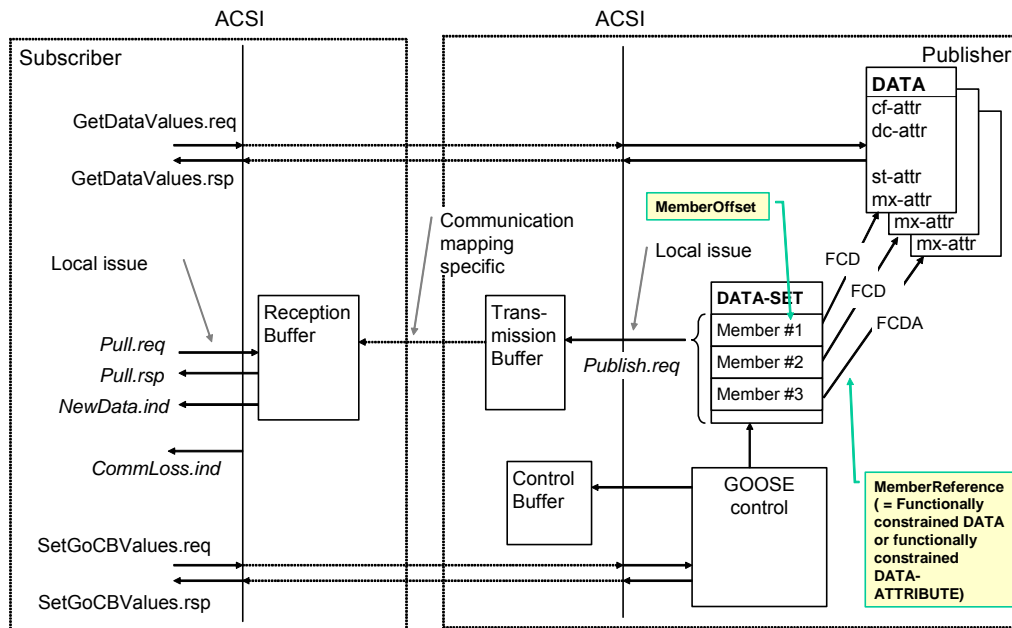 ACSI
ACSI
Subscriber
Publisher
DATA
cf-attr
dc-attr
st-attr
mx-attr
mx-attr
mx-attr
GetDataValues.req
GetDataValues.rsp
MemberOffset
Communication
mapping
specific
Local issue
Local issue
FCD
FCD
FCDA
DATA-SET
Member #1
Member #2
Member #3
Reception
Buffer
Trans-
mission
Buffer
Pull.req
Pull.rsp
NewData.ind
Publish.req
CommLoss.ind
Control
Buffer
GOOSE
control
MemberReference
( = Functionally
constrained DATA
or functionally
constrained
DATA-
ATTRIBUTE)
SetGoCBValues.req
SetGoCBValues.rsp